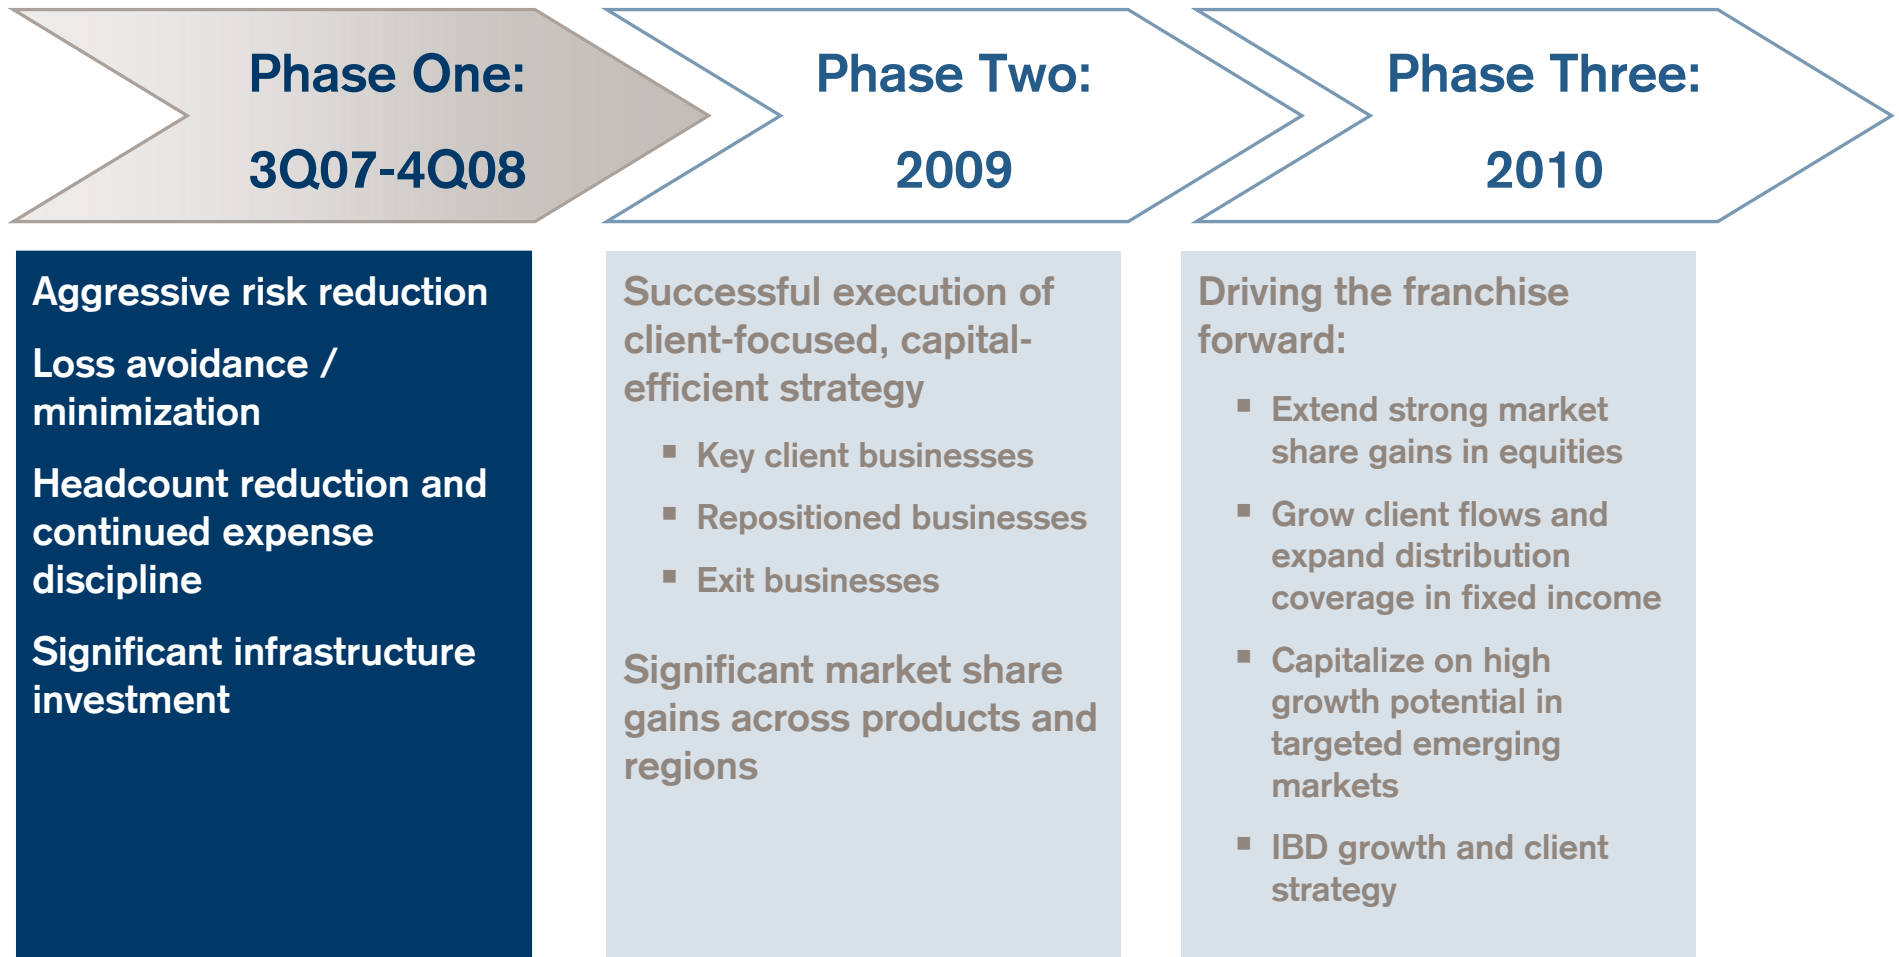 Phase One:
3Q07-4Q08
Aggressive risk reduction
Loss avoidance /
minimization
Headcount reduction and
continued expense
discipline
Significant infrastructure
investment
Phase Two:
2009
Successful execution of
client-focused, capital-
efficient strategy
▪ Key client businesses
▪ Repositioned businesses
▪ Exit businesses
Significant market share
gains across products and
regions
Phase Three:
2010
Driving the franchise
forward:
▪ Extend strong market
share gains in equities
▪ Grow client flows and
expand distribution
coverage in fixed income
▪ Capitalize on high
growth potential in
targeted emerging
markets
▪ IBD growth and client
strategy